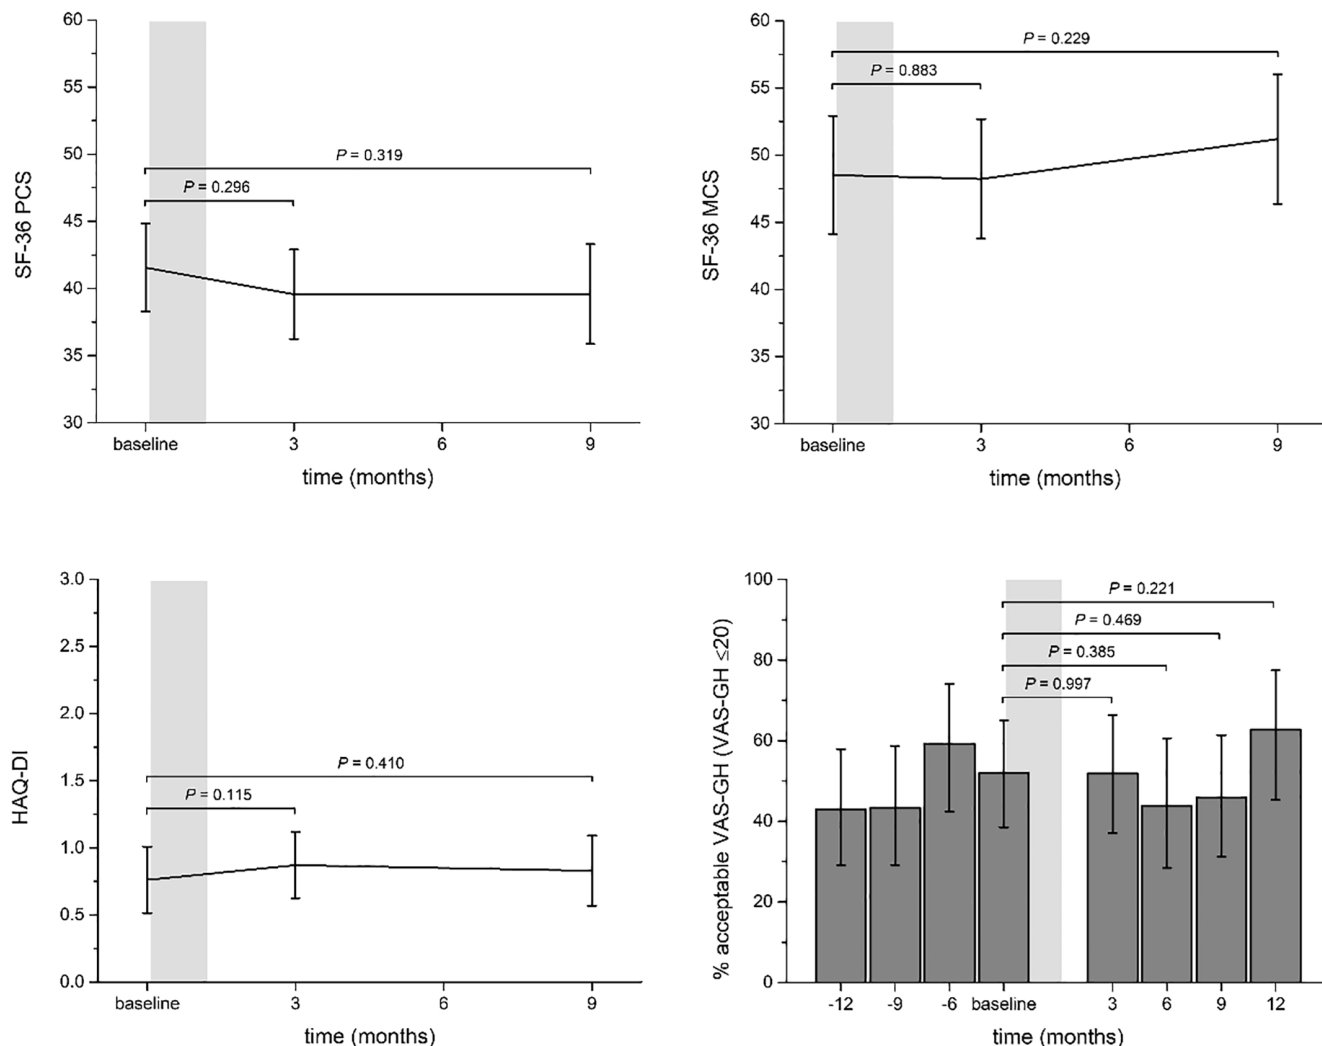 60
55
50
45
40
35
30
SF-36 PCS
P = 0.319
P = 0.296
baseline 3 6 9
time (months)
60
55
50
45
40
35
30
SF-36 MCS
P = 0.229
P = 0.883
baseline 3 6 9
time (months)
3.0
2.5
2.0
1.5
1.0
0.5
0.0
HAQ-DI
P = 0.410
P = 0.115
baseline 3 6 9
time (months)
100
80
60
40
20
0
% acceptable VAS-GH (VAS-GH ≤20)
P = 0.221
P = 0.469
P = 0.385
P = 0.997
-12 -9 -6 baseline 3 6 9 12
time (months)